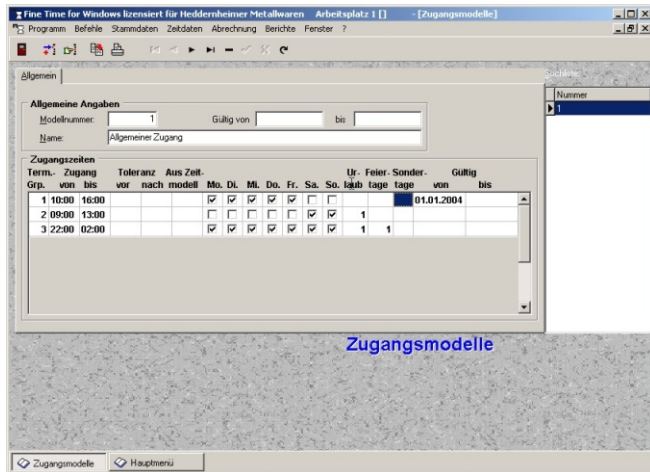 Fine Time for Windows lizensiert für Heddernheimer Metallwaren Arbeitsplatz 1 [] - [Zugangsmodelle]
Programm Befehle Stammdaten Zeitdaten Abrechnung Berichte Fenster ?
Allgemein
Suchliste
Nummer
1
Allgemeine Angaben
Modellnummer: 1 Gültig von bis
Name: Allgemeiner Zugang
Zugangszeiten
Term.- Zugang Toleranz Aus Zeit- Ur- Feier- Sonder- Gültig
Grp. von bis vor nach modell Mo. Di. Mi. Do. Fr. Sa. So. laub tage tage von bis
1 10:00 16:00 01.01.2004
2 09:00 13:00 1
3 22:00 02:00 1 1
Zugangsmodelle
Zugangsmodelle Hauptmenü